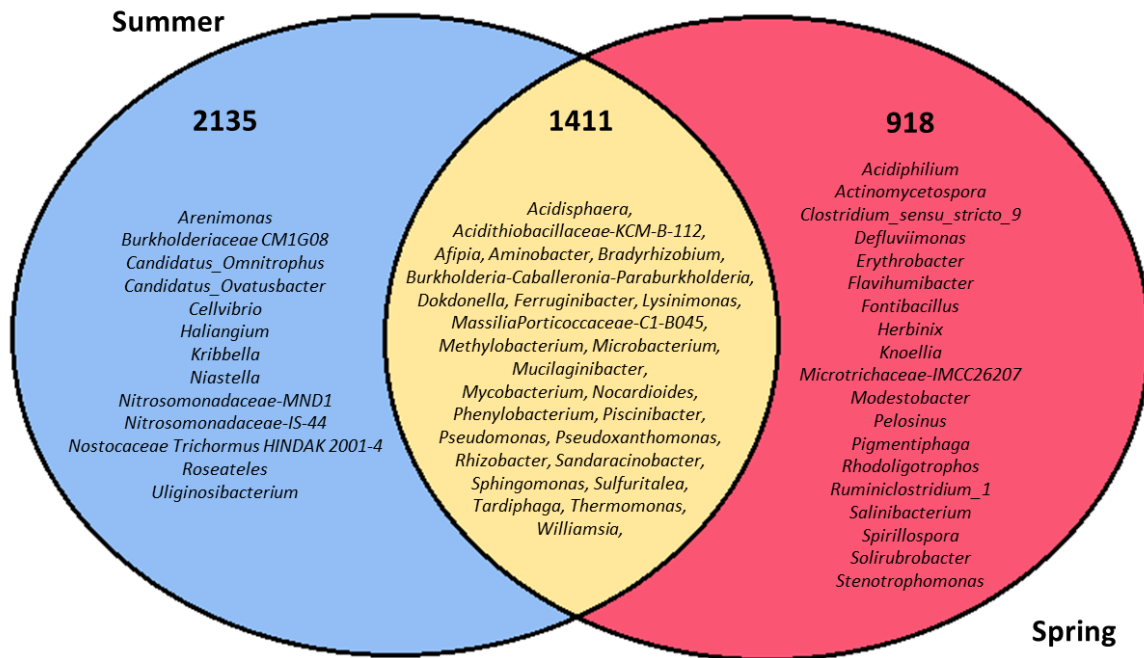 Summer
2135
Arenimonas
Burkholderiaceae CM1G08
Candidatus_Omnitrophus
Candidatus_Ovatusbacter
Cellvibrio
Haliangium
Kribbella
Niastella
Nitrosomonadaceae-MND1
Nitrosomonadaceae-IS-44
Nostocaceae Trichormus HINDAK 2001-4
Roseateles
Uliginosibacterium
1411
Acidisphaera,
Acidithiobacillaceae-KCM-B-112,
Afipia, Aminobacter, Bradyrhizobium,
Burkholderia-Caballeronia-Paraburkholderia,
Dokdonella, Ferruginibacter, Lysinimonas,
MassiliaPorticoccaceae-C1-B045,
Methylobacterium, Microbacterium,
Mucilaginibacter,
Mycobacterium, Nocardioides,
Phenylobacterium, Piscinibacter,
Pseudomonas, Pseudoxanthomonas,
Rhizobacter, Sandaracinobacter,
Sphingomonas, Sulfuritalea,
Tardiphaga, Thermomonas,
Williamsia,
918
Acidiphilium
Actinomycetospora
Clostridium_sensu_stricto_9
Defluviimonas
Erythrobacter
Flavihumibacter
Fontibacillus
Herbinix
Knoellia
Microtrichaceae-IMCC26207
Modestobacter
Pelosinus
Pigmentiphaga
Rhodoligotrophos
Ruminiclostridium_1
Salinibacterium
Spirillospora
Solirubrobacter
Stenotrophomonas
Spring